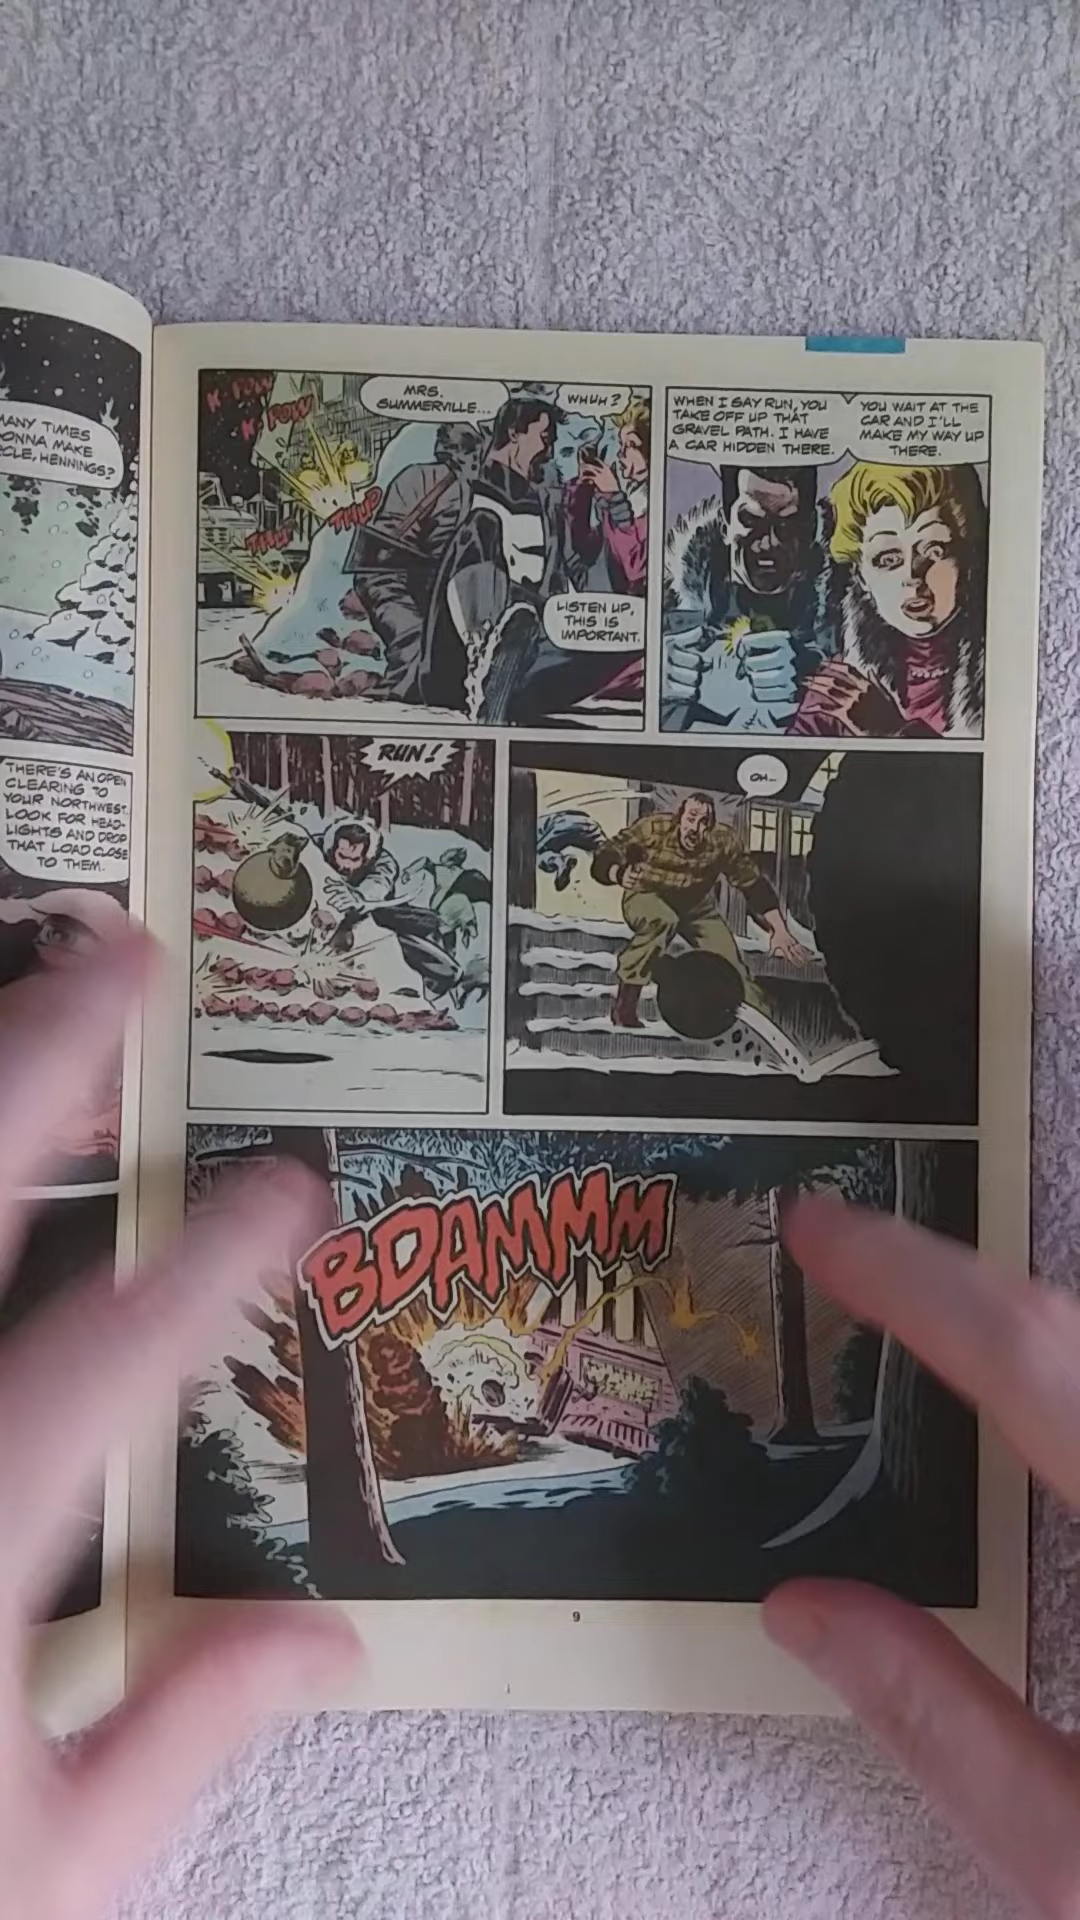 MANY TIMES
GONNA MAKE
HENNINGS?
THERE'S AN OPEN
CLEARING TO
YOUR NORTHWEST.
LOOK FOR HEAD-
LIGHTS AND DROP
THAT LOAD CLOSE
TO THEM.
K-POW
K-POW
THUP
MRS.
SUMMERVILLE...
WHUH?
LISTEN UP,
THIS IS
IMPORTANT.
WHEN I SAY RUN, YOU
TAKE OFF UP THAT
GRAVEL PATH. I HAVE
A CAR HIDDEN THERE.
YOU WAIT AT THE
CAR AND I'LL
MAKE MY WAY UP
THERE.
RUN!
OH...
BDAMMM
9